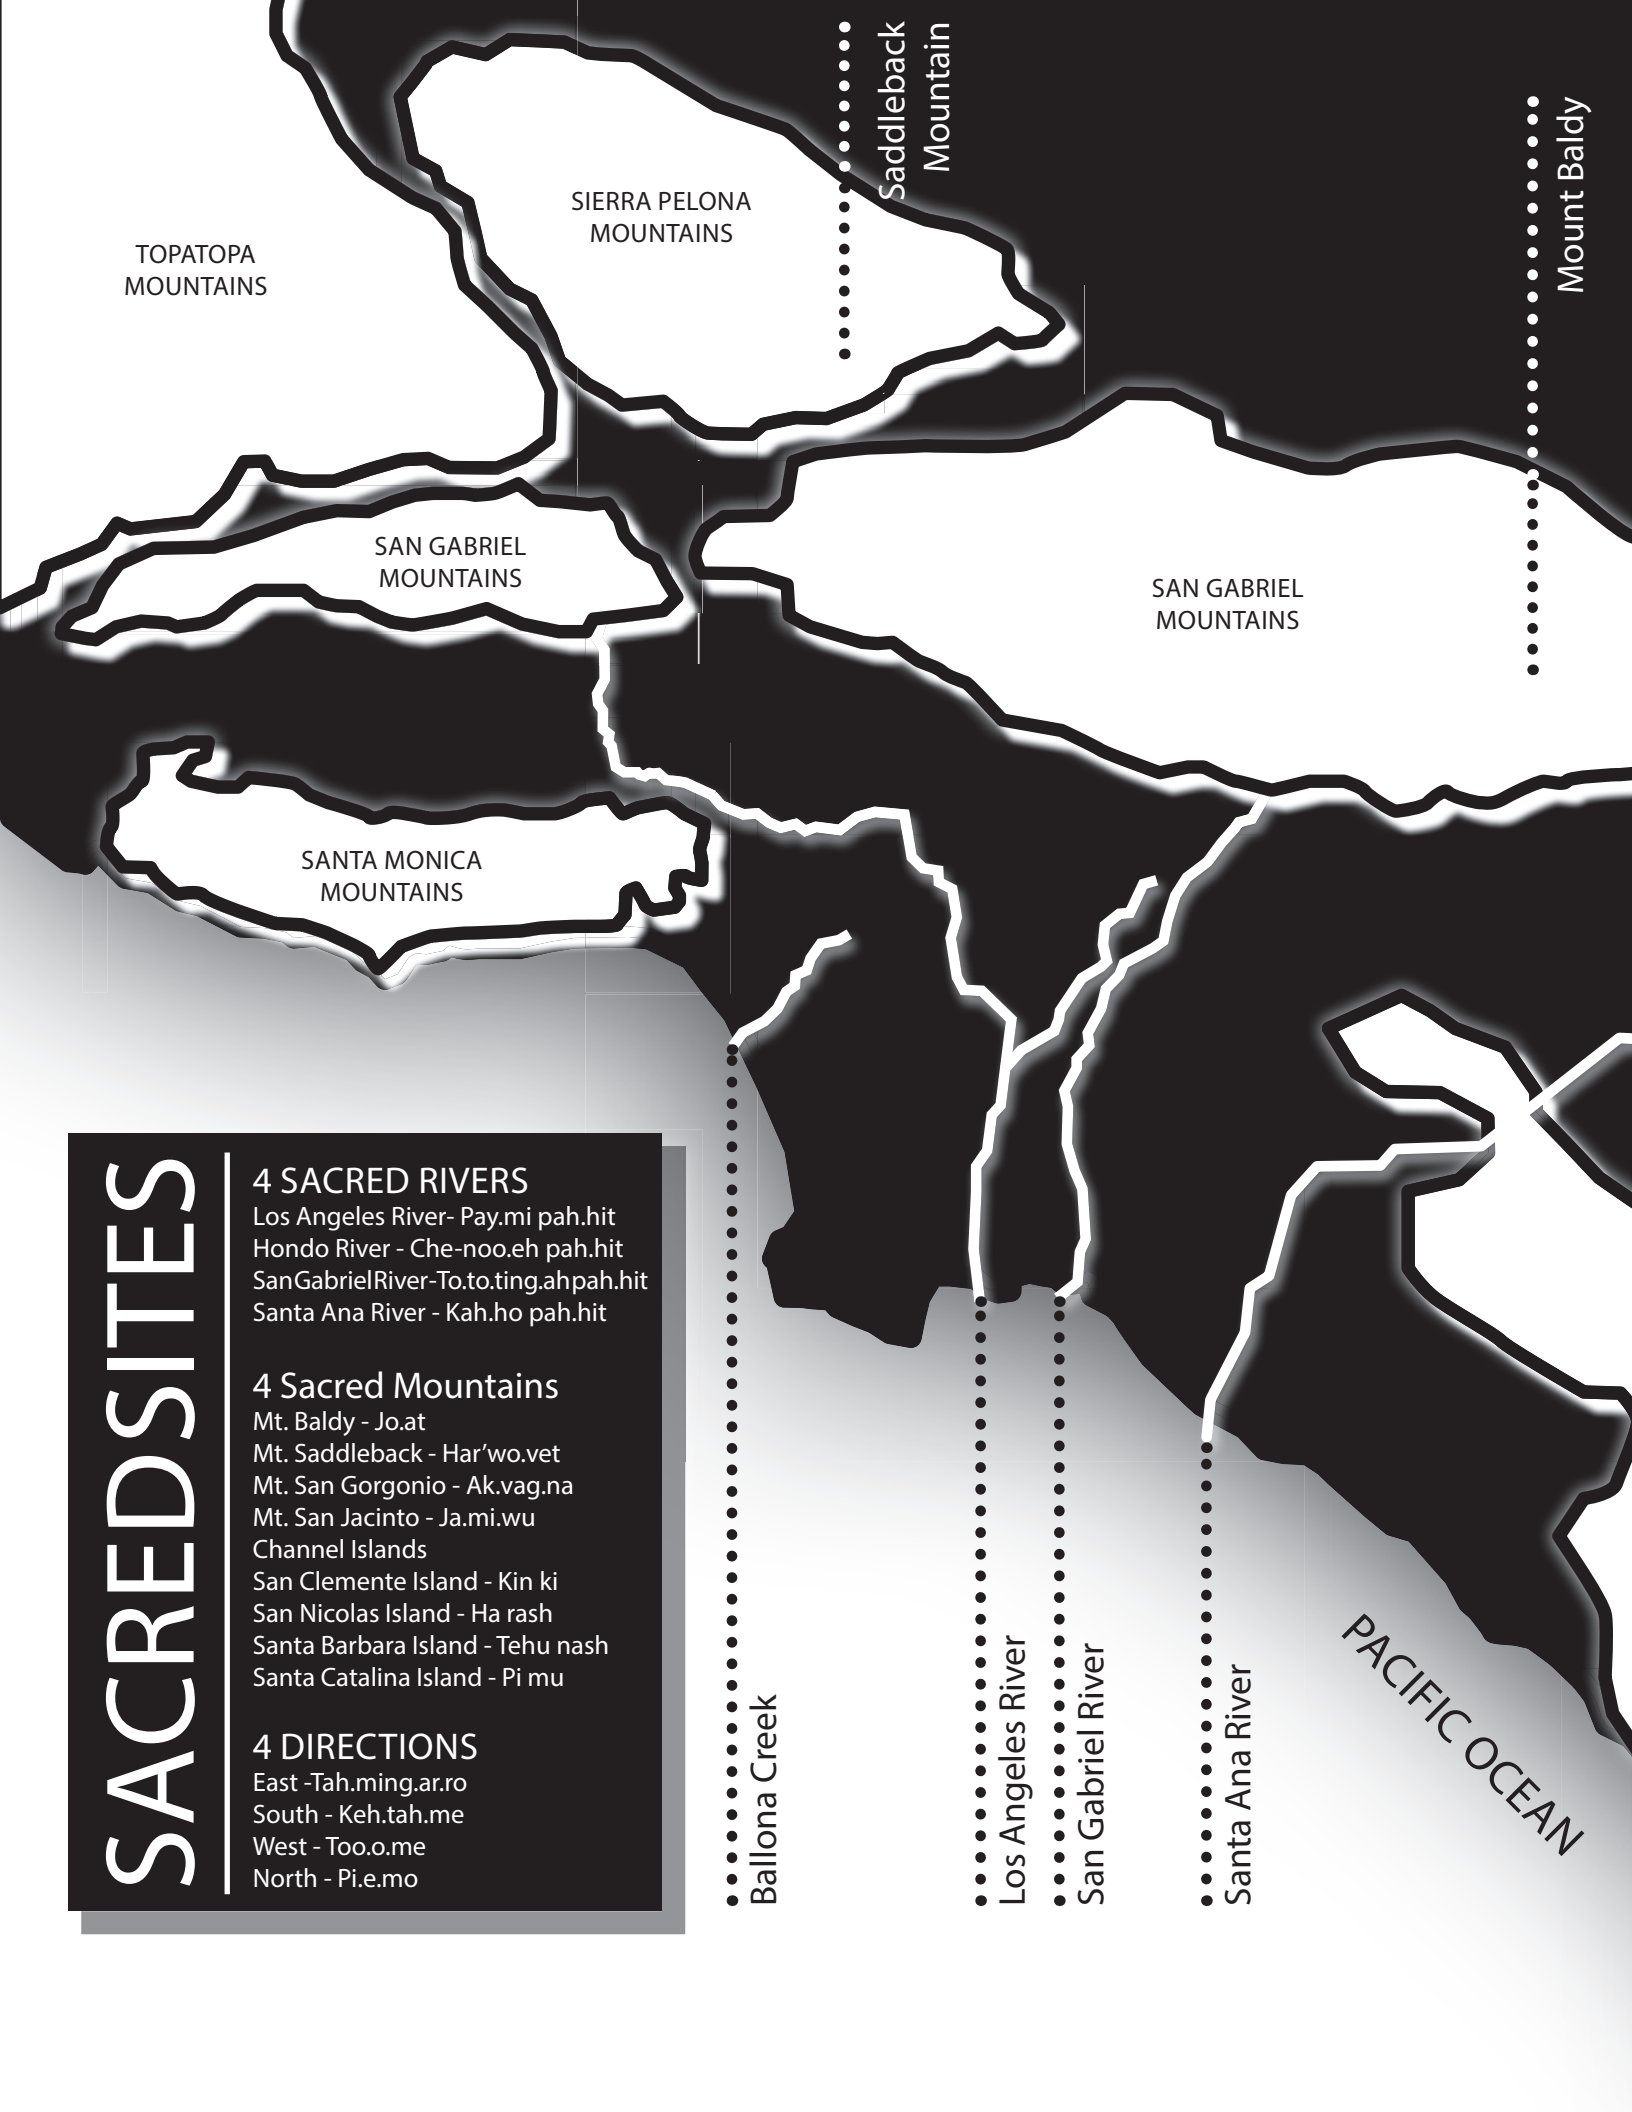 Saddleback
Mountain
Mount Baldy
SIERRA PELONA
MOUNTAINS
TOPATOPA
MOUNTAINS
SAN GABRIEL
MOUNTAINS
SAN GABRIEL
MOUNTAINS
SANTA MONICA
MOUNTAINS
SACREDSITES
4 SACRED RIVERS
Los Angeles River- Pay.mi pah.hit
Hondo River - Che-noo.eh pah.hit
SanGabrielRiver-To.to.ting.ahpah.hit
Santa Ana River - Kah.ho pah.hit
4 Sacred Mountains
Mt. Baldy - Jo.at
Mt. Saddleback - Har’wo.vet
Mt. San Gorgonio - Ak.vag.na
Mt. San Jacinto - Ja.mi.wu
Channel Islands
San Clemente Island - Kin ki
San Nicolas Island - Ha rash
Santa Barbara Island - Tehu nash
Santa Catalina Island - Pi mu
4 DIRECTIONS
East -Tah.ming.ar.ro
South - Keh.tah.me
West - Too.o.me
North - Pi.e.mo
Ballona Creek
Los Angeles River
San Gabriel River
Santa Ana River
PACIFIC OCEAN